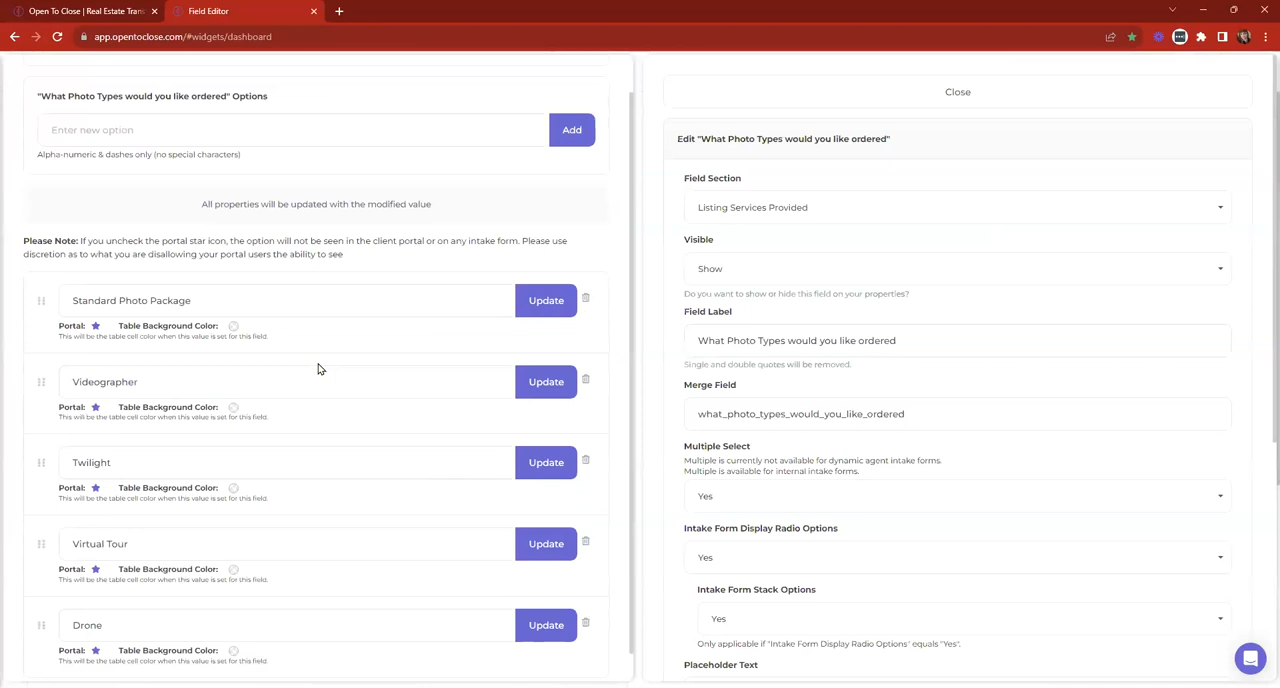 Open To Close | Real Estate Tran
Field Editor
app.opentoclose.com/#widgets/dashboard
"What Photo Types would you like ordered" Options
Enter new option
Add
Alpha-numeric & dashes only (no special characters)
All properties will be updated with the modified value
Please Note: If you uncheck the portal star icon, the option will not be seen in the client portal or on any intake form. Please use
discretion as to what you are disallowing your portal users the ability to see
Standard Photo Package
Update
Portal:
Table Background Color:
This will be the table cell color when this value is set for this field.
Videographer
Update
Portal:
Table Background Color:
This will be the table cell color when this value is set for this field.
Twilight
Update
Portal:
Table Background Color:
This will be the table cell color when this value is set for this field.
Virtual Tour
Update
Portal:
Table Background Color:
This will be the table cell color when this value is set for this field.
Drone
Update
Portal:
Table Background Color:
This will be the table cell color when this value is set for this field.
Close
Edit "What Photo Types would you like ordered"
Field Section
Listing Services Provided
Visible
Show
Do you want to show or hide this field on your properties?
Field Label
What Photo Types would you like ordered
Single and double quotes will be removed.
Merge Field
what_photo_types_would_you_like_ordered
Multiple Select
Multiple is currently not available for dynamic agent intake forms.
Multiple is available for internal intake forms.
Yes
Intake Form Display Radio Options
Yes
Intake Form Stack Options
Yes
Only applicable if "Intake Form Display Radio Options" equals "Yes".
Placeholder Text